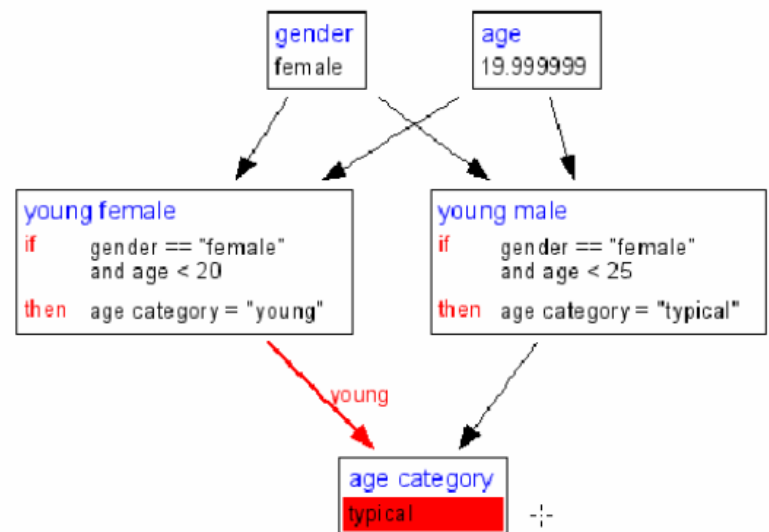 gender
female
age
19.999999
young female
if gender == "female"
and age < 20
then age category = "young"
young male
if gender == "female"
and age < 25
then age category = "typical"
young
age category
typical